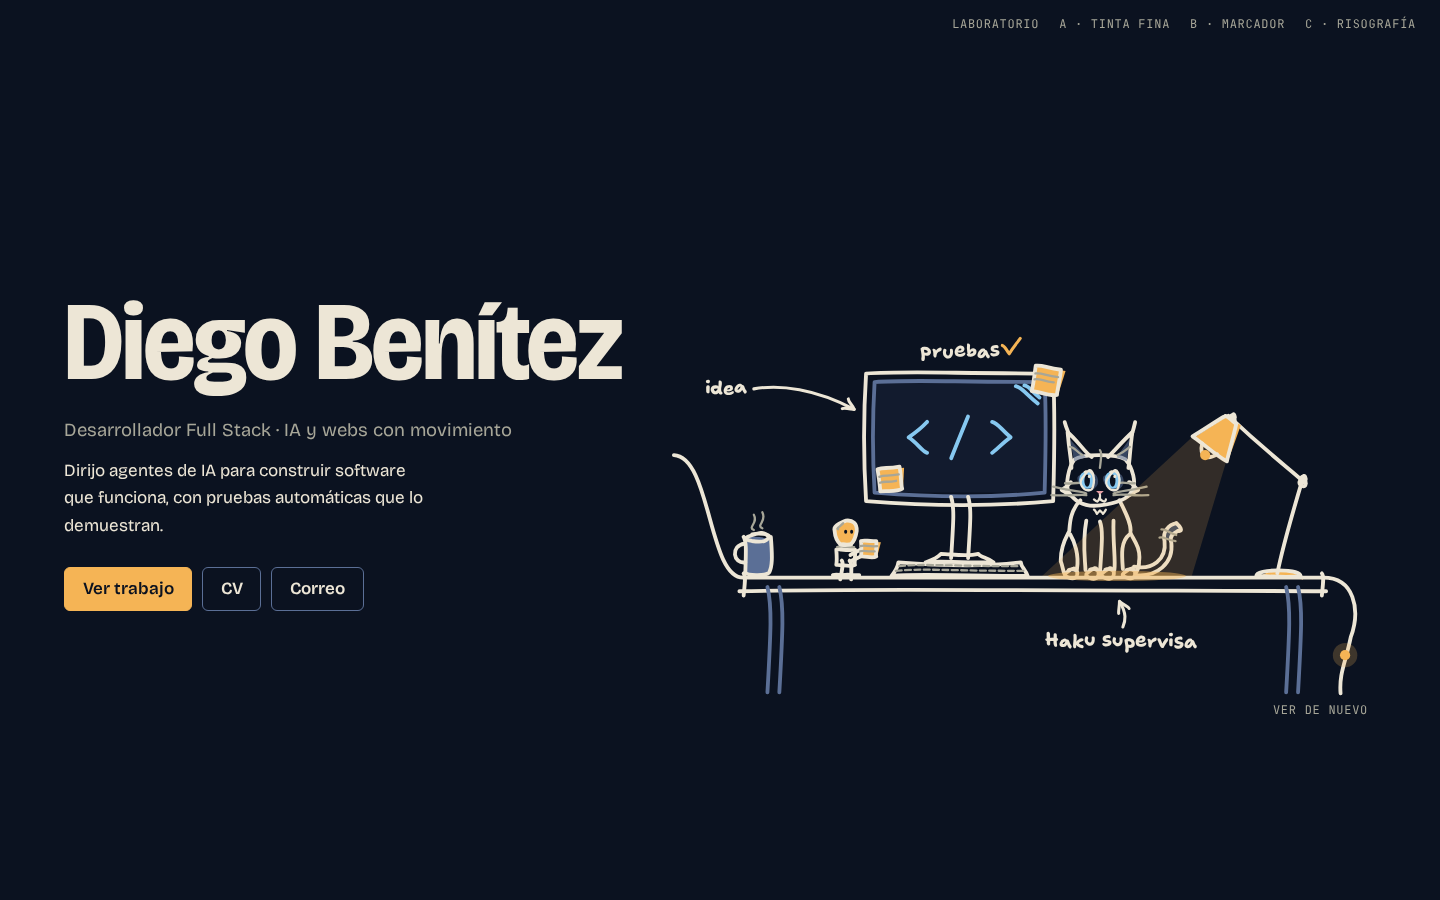 LABORATORIO A · TINTA FINA B · MARCADOR C · RISOGRAFÍA
Diego Benítez
Desarrollador Full Stack · IA y webs con movimiento
Dirijo agentes de IA para construir software
que funciona, con pruebas automáticas que lo
demuestran.
Ver trabajo CV Correo
pruebas✓
idea
</>
Haku supervisa
VER DE NUEVO